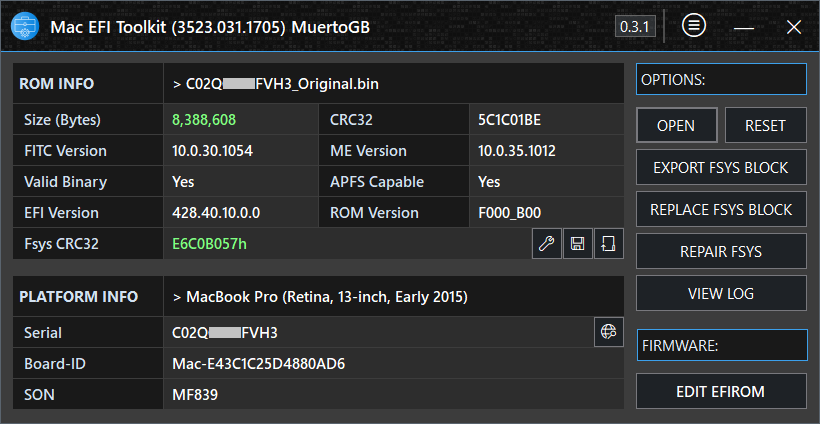 Mac EFI Toolkit (3523.031.1705) MuertoGB 0.3.1
ROM INFO > C02Q FVH3_Original.bin
Size (Bytes) 8,388,608 CRC32 5C1C01BE
FITC Version 10.0.30.1054 ME Version 10.0.35.1012
Valid Binary Yes APFS Capable Yes
EFI Version 428.40.10.0.0 ROM Version F000_B00
Fsys CRC32 E6C0B057h
PLATFORM INFO > MacBook Pro (Retina, 13-inch, Early 2015)
Serial C02Q FVH3
Board-ID Mac-E43C1C25D4880AD6
SON MF839
OPTIONS:
OPEN RESET
EXPORT FSYS BLOCK
REPLACE FSYS BLOCK
REPAIR FSYS
VIEW LOG
FIRMWARE:
EDIT EFIROM